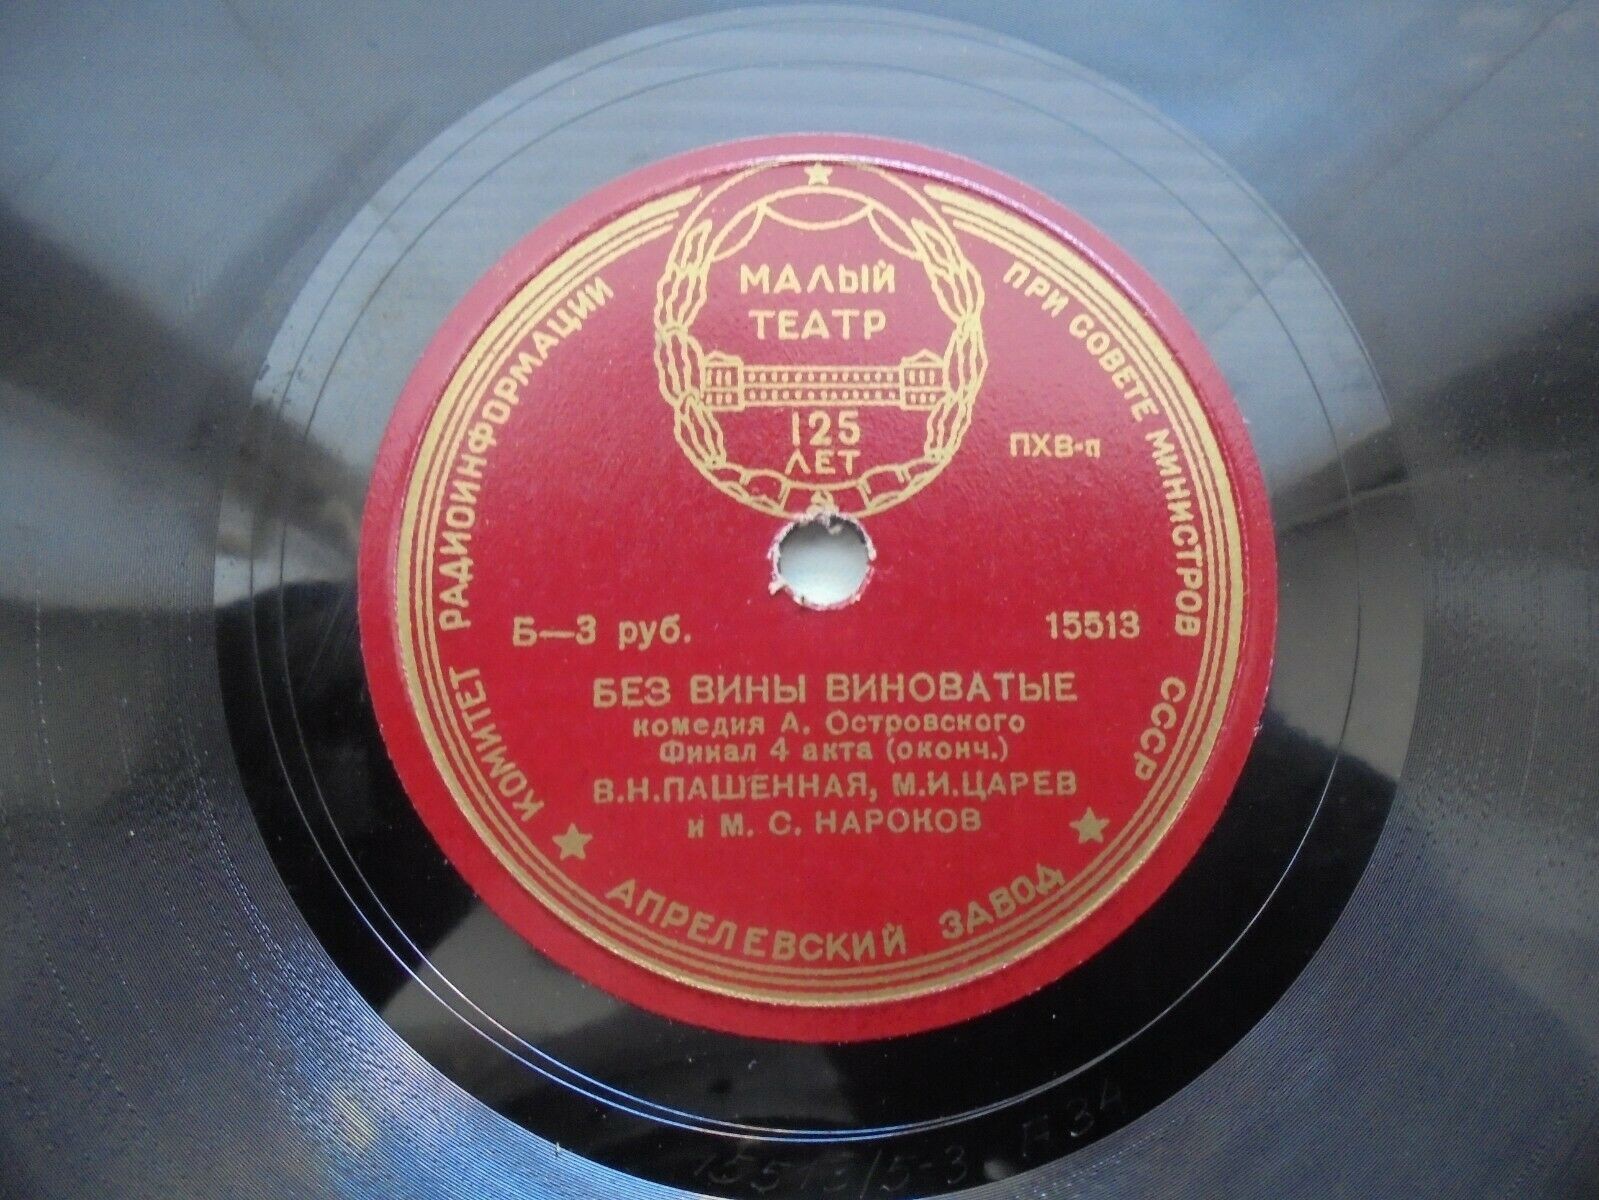 МАЛЫЙ
ТЕАТР
125
ЛЕТ
КОМИТЕТ РАДИОИНФОРМАЦИИ
ПРИ СОВЕТЕ МИНИСТРОВ СССР
ПХВ-п
Б—3 руб.
15513
БЕЗ ВИНЫ ВИНОВАТЫЕ
комедия А. Островского
Финал 4 акта (оконч.)
В.Н.ПАШЕННАЯ, М.И.ЦАРЕВ
и М. С. НАРОКОВ
АПРЕЛЕВСКИЙ ЗАВОД